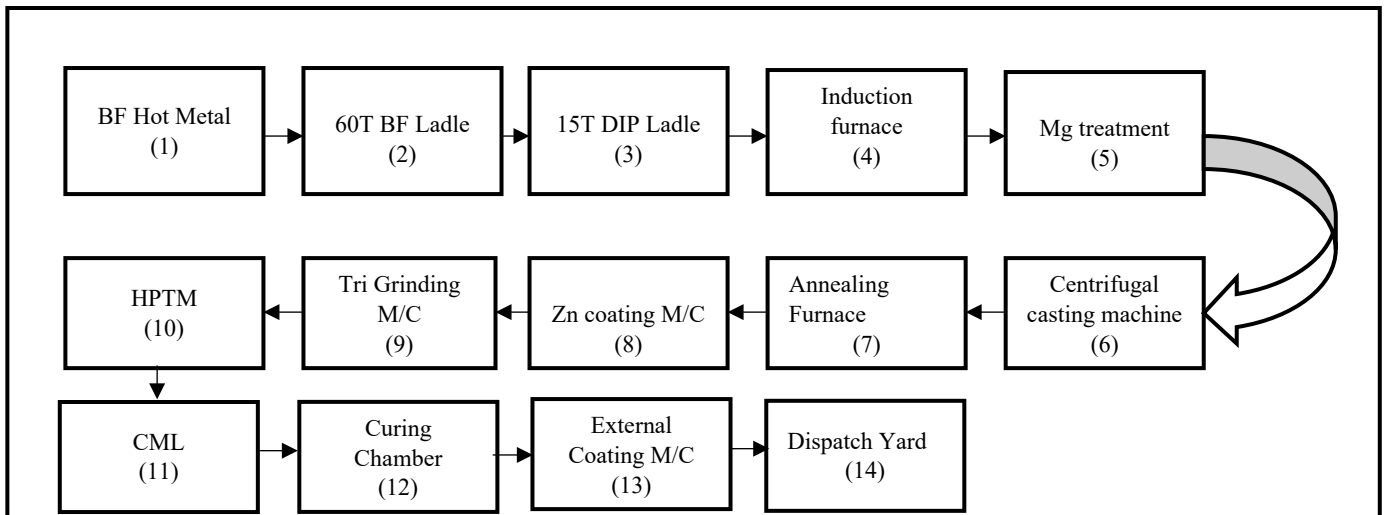 BF Hot Metal
(1)
60T BF Ladle
(2)
15T DIP Ladle
(3)
Induction
furnace
(4)
Mg treatment
(5)
Centrifugal
casting machine
(6)
Annealing
Furnace
(7)
Zn coating M/C
(8)
Tri Grinding
M/C
(9)
HPTM
(10)
CML
(11)
Curing
Chamber
(12)
External
Coating M/C
(13)
Dispatch Yard
(14)